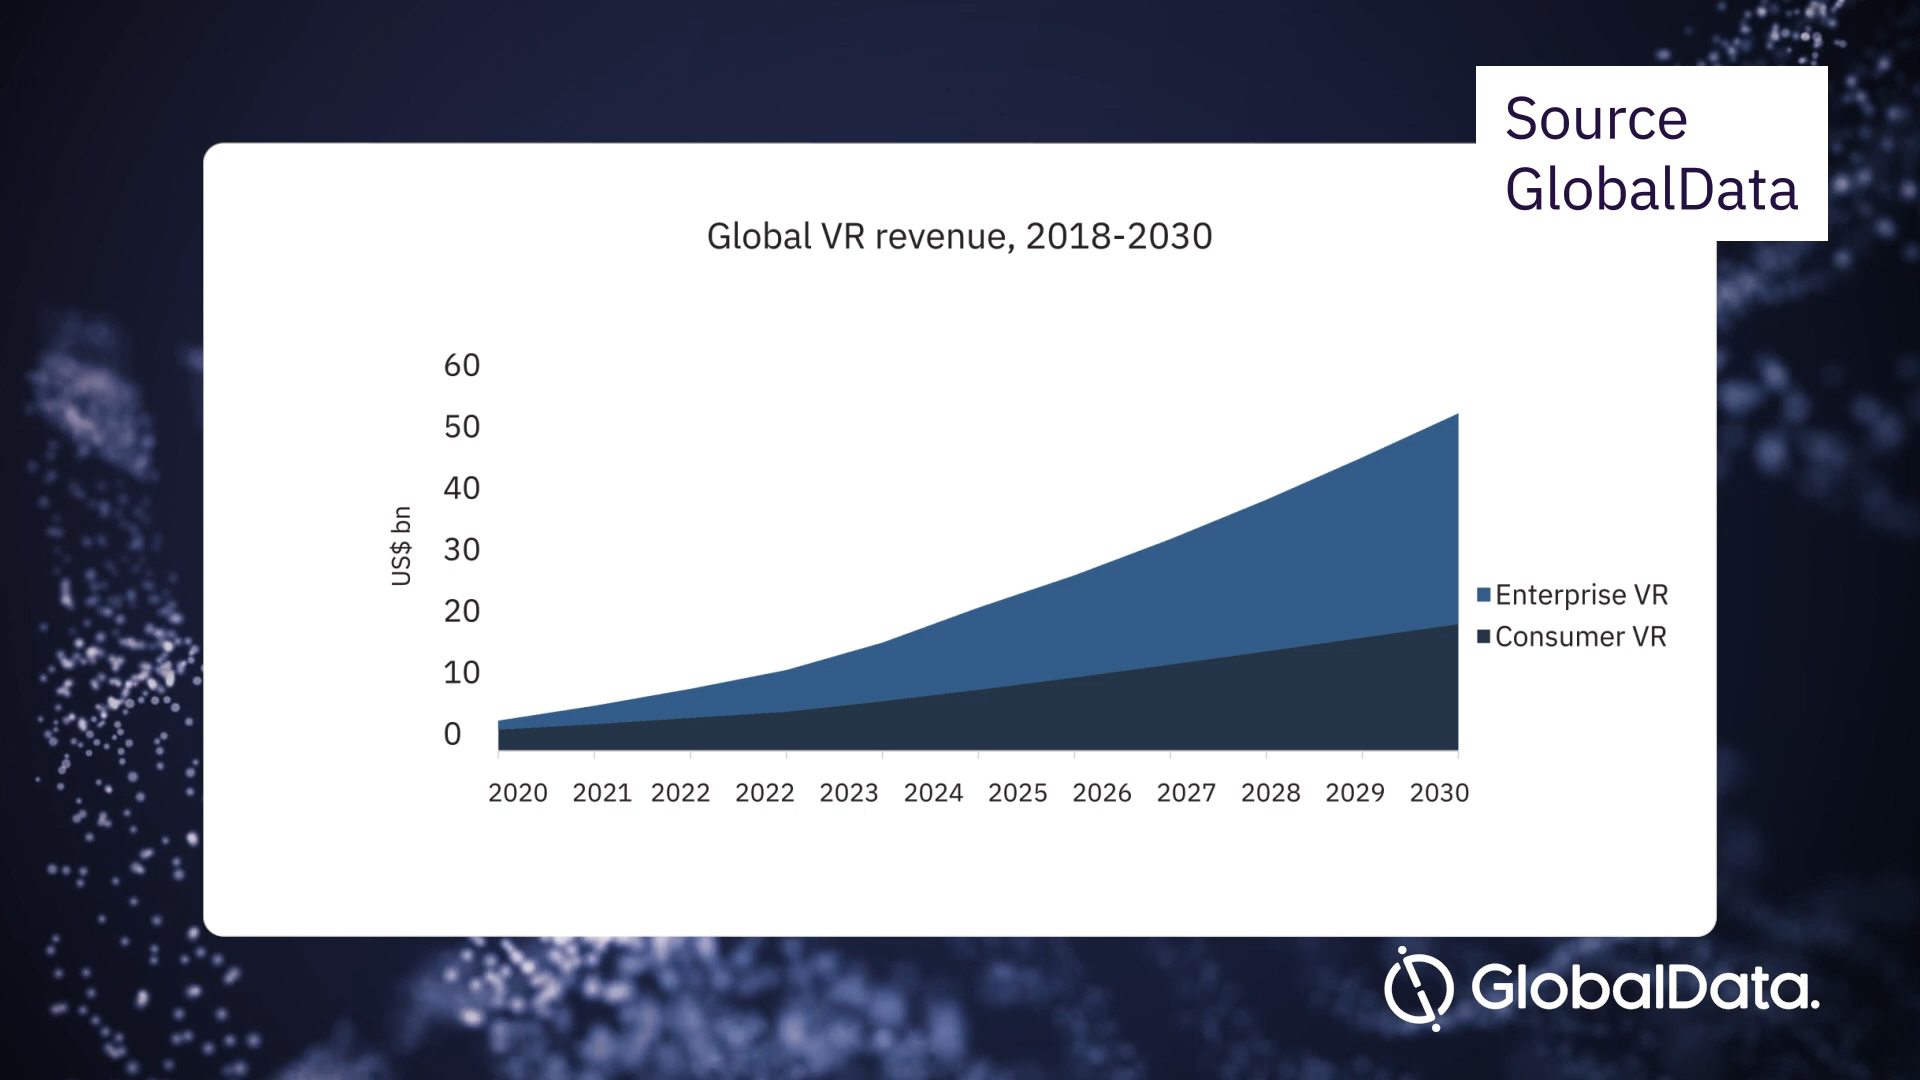 Source
GlobalData
Global VR revenue, 2018-2030
60
50
40
30
20
10
0
US$ bn
Enterprise VR
Consumer VR
2020 2021 2022 2022 2023 2024 2025 2026 2027 2028 2029 2030
GlobalData.